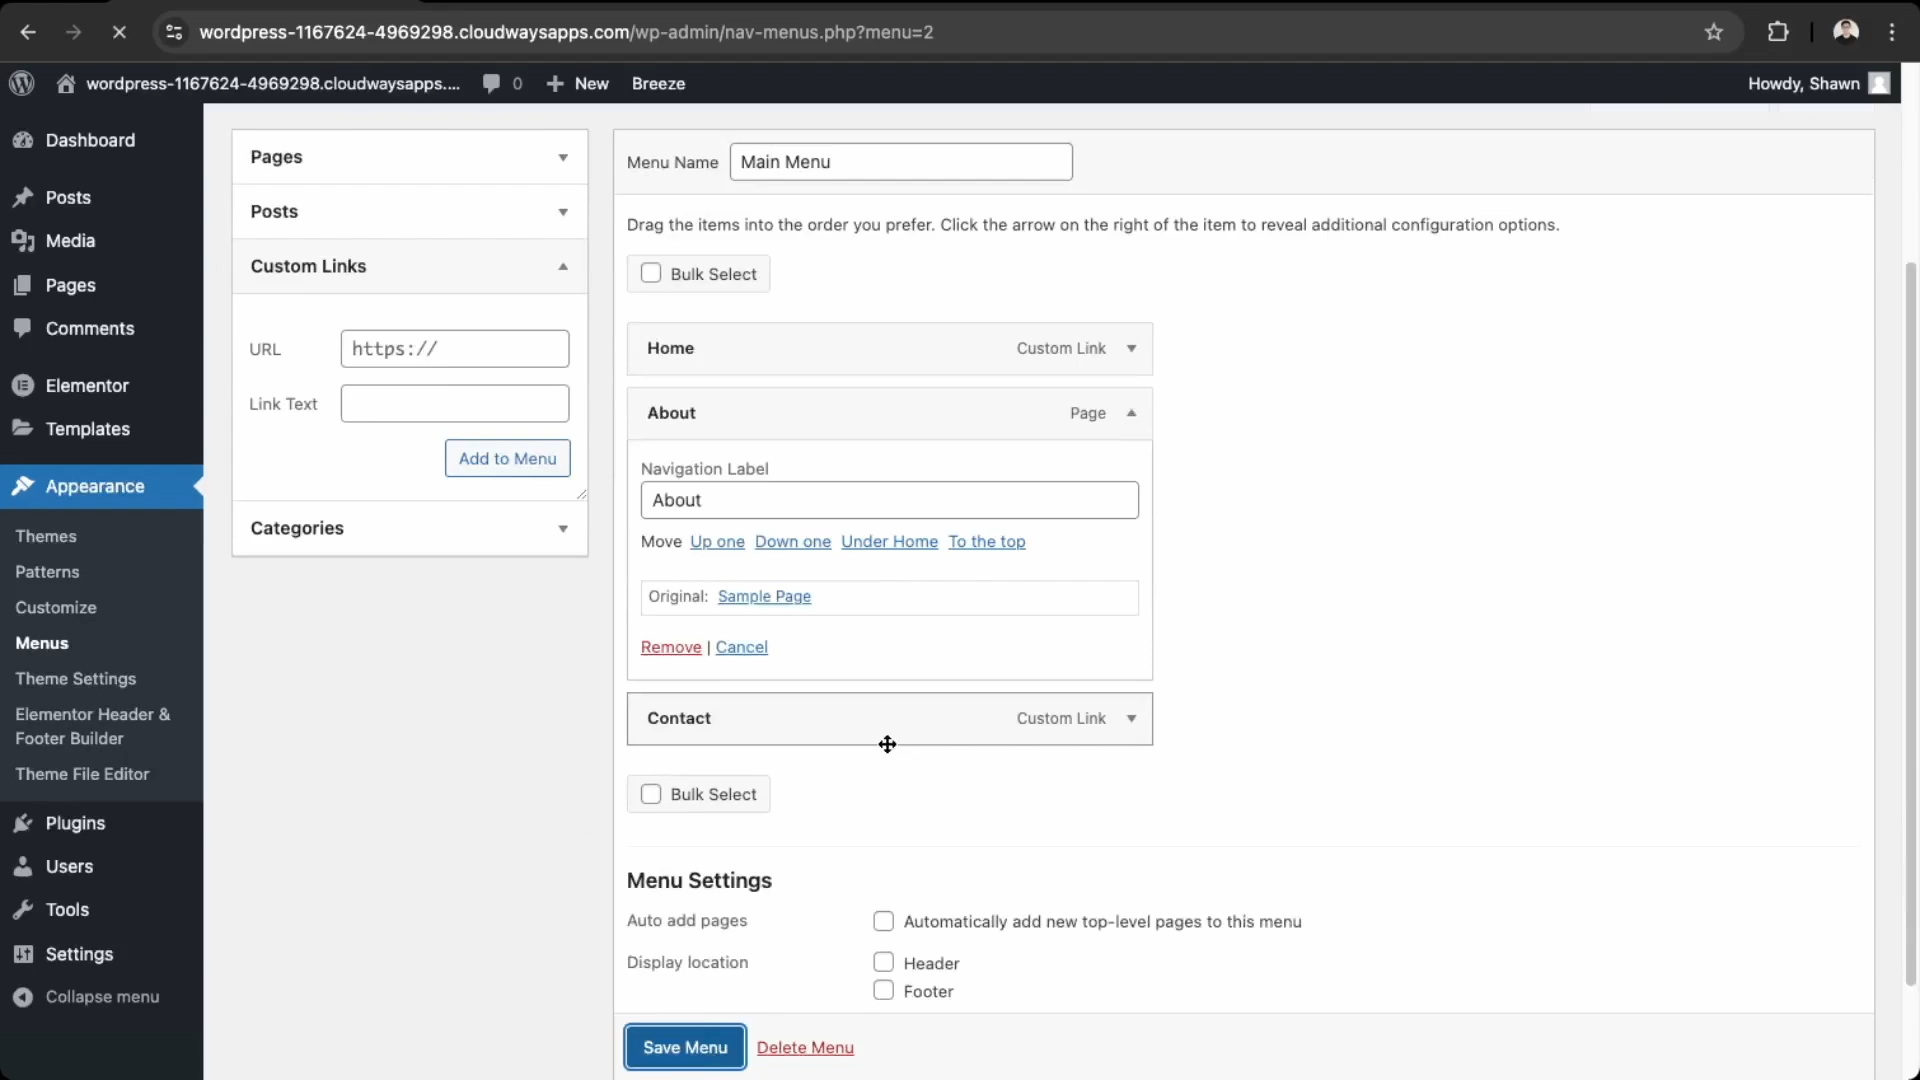 wordpress-1167624-4969298.cloudwaysapps.com/wp-admin/nav-menus.php?menu=2
wordpress-1167624-4969298.cloudwaysapps....
0
New
Breeze
Howdy, Shawn
Dashboard
Posts
Media
Pages
Comments
Elementor
Templates
Appearance
Themes
Patterns
Customize
Menus
Theme Settings
Elementor Header &
Footer Builder
Theme File Editor
Plugins
Users
Tools
Settings
Collapse menu
Pages
Posts
Custom Links
URL https://
Link Text
Add to Menu
Categories
Menu Name Main Menu
Drag the items into the order you prefer. Click the arrow on the right of the item to reveal additional configuration options.
Bulk Select
Home Custom Link
About Page
Navigation Label
About
Move Up one Down one Under Home To the top
Original: Sample Page
Remove | Cancel
Contact Custom Link
Bulk Select
Menu Settings
Auto add pages Automatically add new top-level pages to this menu
Display location Header
Footer
Save Menu Delete Menu